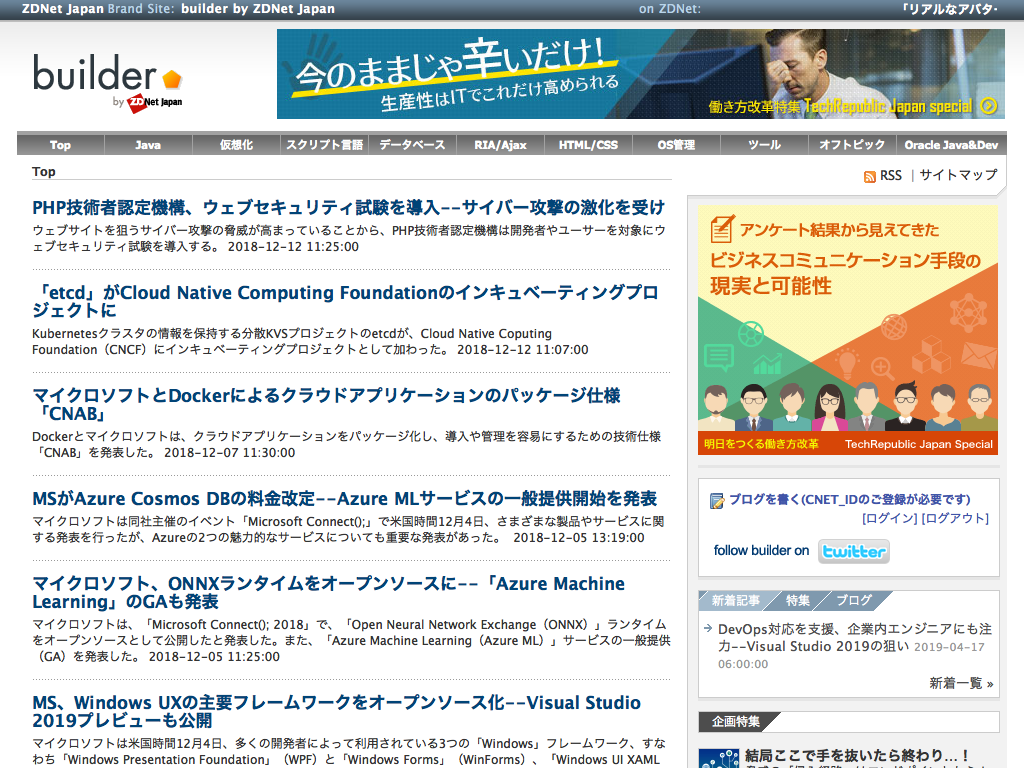 ZDNet Japan Brand Site: builder by ZDNet Japan
on ZDNet:
「リアルなアバタ·
builder
by ZDNet Japan
今のままじゃ辛いだけ！
生産性はITでこれだけ高められる
働き方改革特集 TechRepublic Japan special
Top Java 仮想化 スクリプト言語 データベース RIA/Ajax HTML/CSS OS管理 ツール オフトピック Oracle Java&Dev
Top
RSS | サイトマップ
PHP技術者認定機構、ウェブセキュリティ試験を導入--サイバー攻撃の激化を受け
ウェブサイトを狙うサイバー攻撃の脅威が高まっていることから、PHP技術者認定機構は開発者やユーザーを対象にウ
ェブセキュリティ試験を導入する。 2018-12-12 11:25:00
「etcd」がCloud Native Computing Foundationのインキュベーティングプロ
ジェクトに
Kubernetesクラスタの情報を保持する分散KVSプロジェクトのetcdが、Cloud Native Coputing
Foundation（CNCF）にインキュベーティングプロジェクトとして加わった。 2018-12-12 11:07:00
マイクロソフトとDockerによるクラウドアプリケーションのパッケージ仕様
「CNAB」
Dockerとマイクロソフトは、クラウドアプリケーションをパッケージ化し、導入や管理を容易にするための技術仕様
「CNAB」を発表した。 2018-12-07 11:30:00
MSがAzure Cosmos DBの料金改定--Azure MLサービスの一般提供開始を発表
マイクロソフトは同社主催のイベント「Microsoft Connect();」で米国時間12月4日、さまざまな製品やサービスに関
する発表を行ったが、Azureの2つの魅力的なサービスについても重要な発表があった。 2018-12-05 13:19:00
マイクロソフト、ONNXランタイムをオープンソースに--「Azure Machine
Learning」のGAも発表
マイクロソフトは、「Microsoft Connect(); 2018」で、「Open Neural Network Exchange（ONNX）」ランタイム
をオープンソースとして公開したと発表した。また、「Azure Machine Learning（Azure ML）」サービスの一般提供
（GA）を発表した。 2018-12-05 11:25:00
MS、Windows UXの主要フレームワークをオープンソース化--Visual Studio
2019プレビューも公開
マイクロソフトは米国時間12月4日、多くの開発者によって利用されている3つの「Windows」フレームワーク、すな
わち「Windows Presentation Foundation」（WPF）と「Windows Forms」（WinForms）、「Windows UI XAML
アンケート結果から見えてきた
ビジネスコミュニケーション手段の
現実と可能性
明日をつくる働き方改革 TechRepublic Japan Special
ブログを書く(CNET_IDのご登録が必要です)
[ログイン] [ログアウト]
follow builder on twitter
新着記事 特集 ブログ
DevOps対応を支援、企業内エンジニアにも注
力--Visual Studio 2019の狙い 2019-04-17
06:00:00
新着一覧 »
企画特集
結局ここで手を抜いたら終わり...！